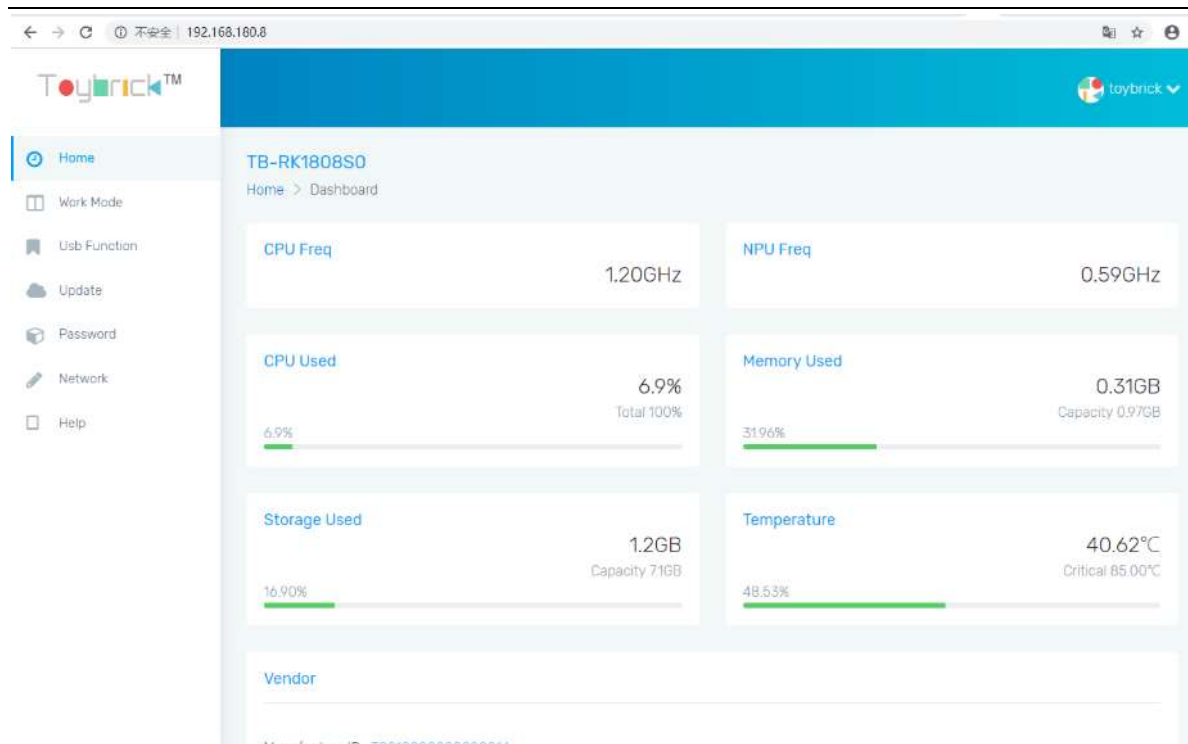 不安全 | 192.168.180.8
Toybrick™
toybrick
Home
Work Mode
Usb Function
Update
Password
Network
Help
TB-RK1808S0
Home > Dashboard
CPU Freq
1.20GHz
NPU Freq
0.59GHz
CPU Used
6.9%
Total 100%
6.9%
Memory Used
0.31GB
Capacity 0.97GB
31.96%
Storage Used
1.2GB
Capacity 7.1GB
16.90%
Temperature
40.62°C
Critical 85.00°C
48.53%
Vendor